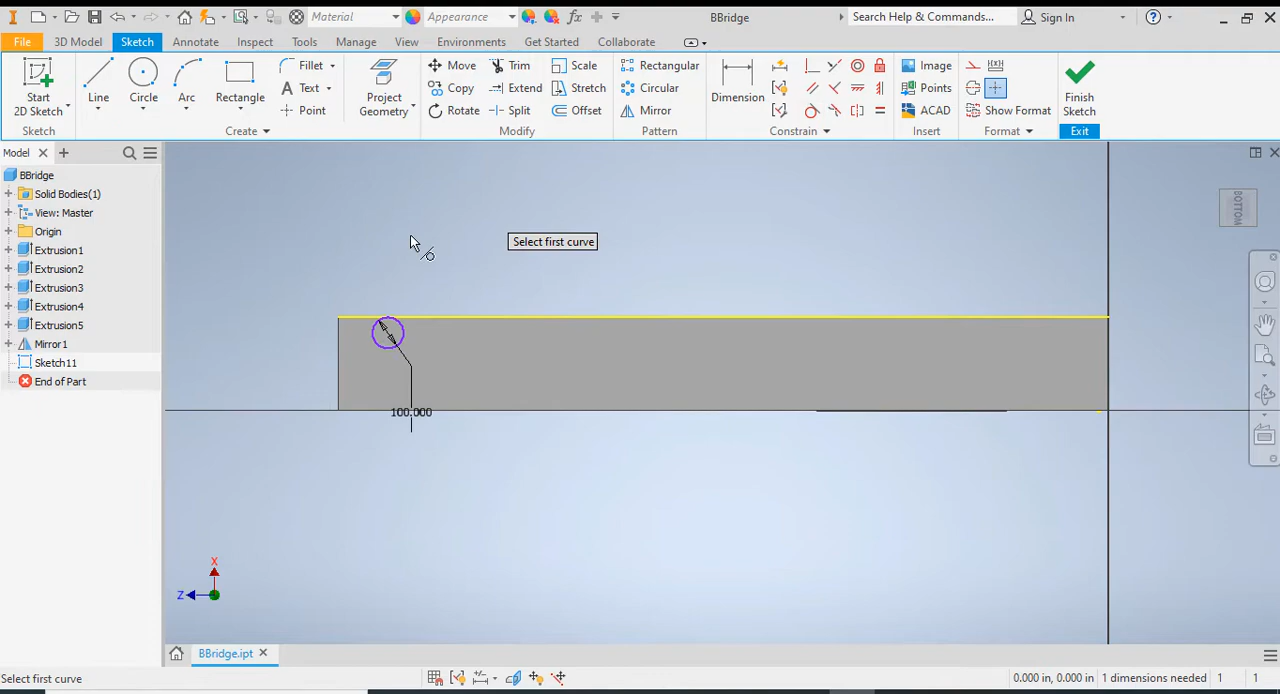 Material
Appearance
BBridge
Search Help & Commands...
Sign In
File
3D Model
Sketch
Annotate
Inspect
Tools
Manage
View
Environments
Get Started
Collaborate
Start
2D Sketch
Line
Circle
Arc
Rectangle
Fillet
Text
Point
Project
Geometry
Move
Trim
Scale
Copy
Extend
Stretch
Rotate
Split
Offset
Rectangular
Circular
Mirror
Dimension
Image
Points
ACAD
Show Format
Finish
Sketch
Sketch
Create
Modify
Pattern
Constrain
Insert
Format
Exit
Model
BBridge
Solid Bodies(1)
View: Master
Origin
Extrusion1
Extrusion2
Extrusion3
Extrusion4
Extrusion5
Mirror1
Sketch11
End of Part
Select first curve
BOTTOM
100.000
X
Z
BBridge.ipt
Select first curve
0.000 in, 0.000 in
1 dimensions needed
1
1